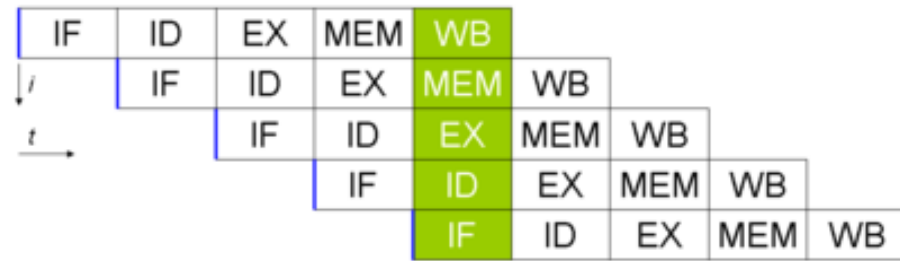 IF ID EX MEM WB
i IF ID EX MEM WB
t IF ID EX MEM WB
IF ID EX MEM WB
IF ID EX MEM WB